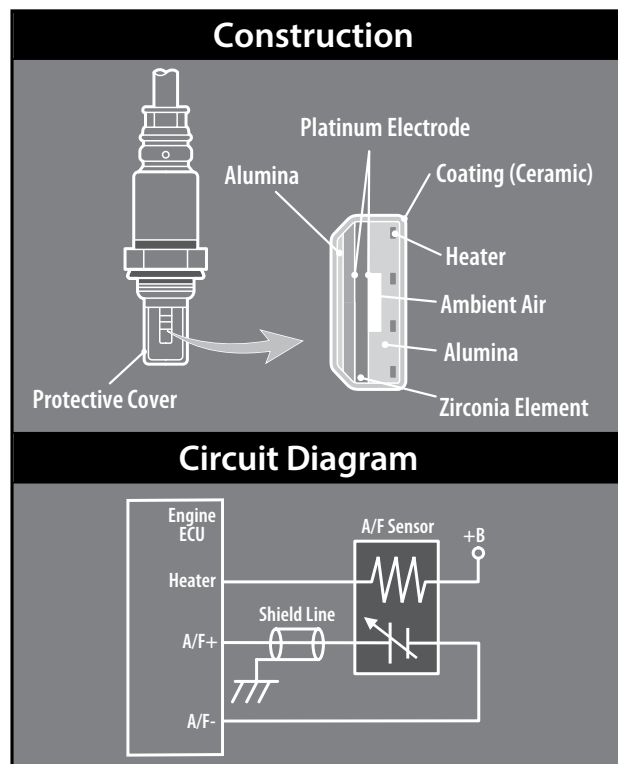 Construction
Platinum Electrode
Alumina
Coating (Ceramic)
Heater
Ambient Air
Alumina
Protective Cover
Zirconia Element
Circuit Diagram
Engine
ECU
A/F Sensor
+B
Heater
Shield Line
A/F+
A/F-